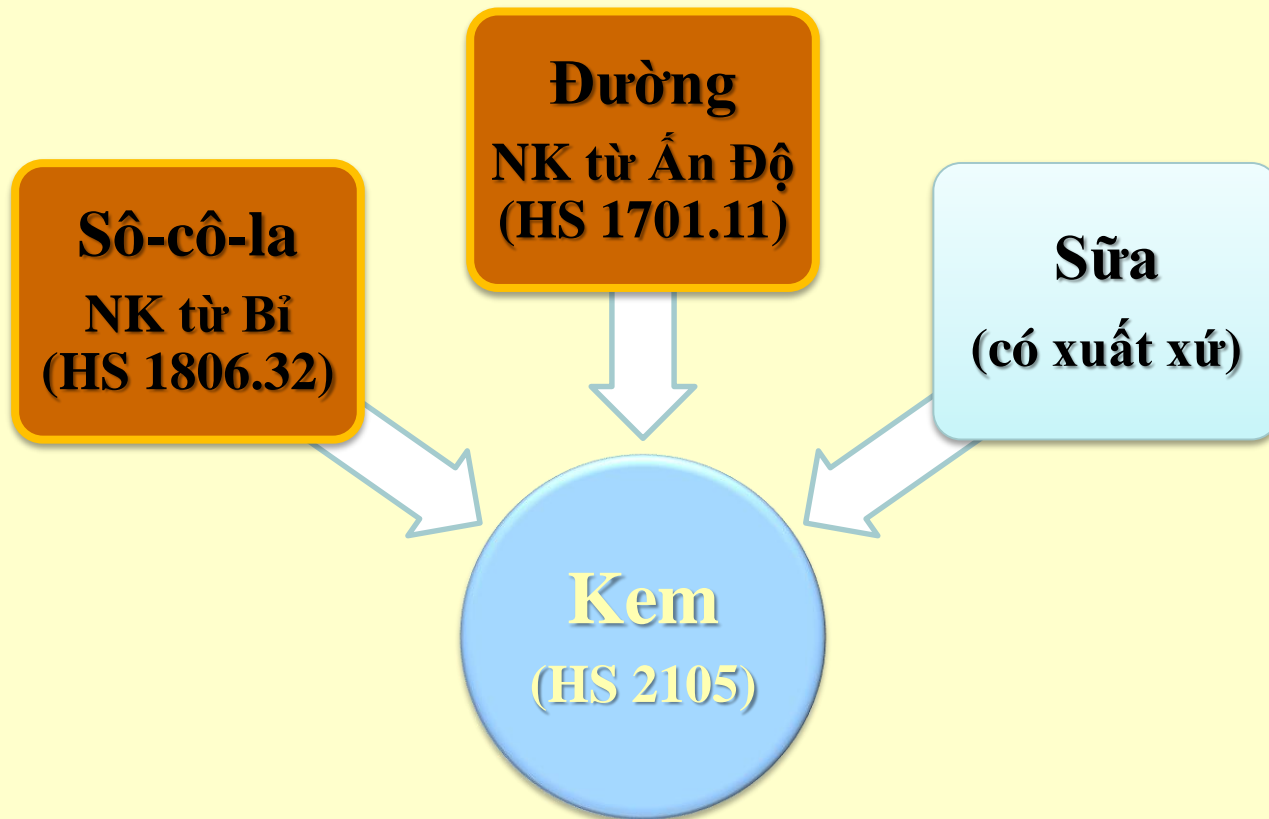 Sô-cô-la
NK từ Bỉ
(HS 1806.32)
Đường
NK từ Ấn Độ
(HS 1701.11)
Sữa
(có xuất xứ)
Kem
(HS 2105)